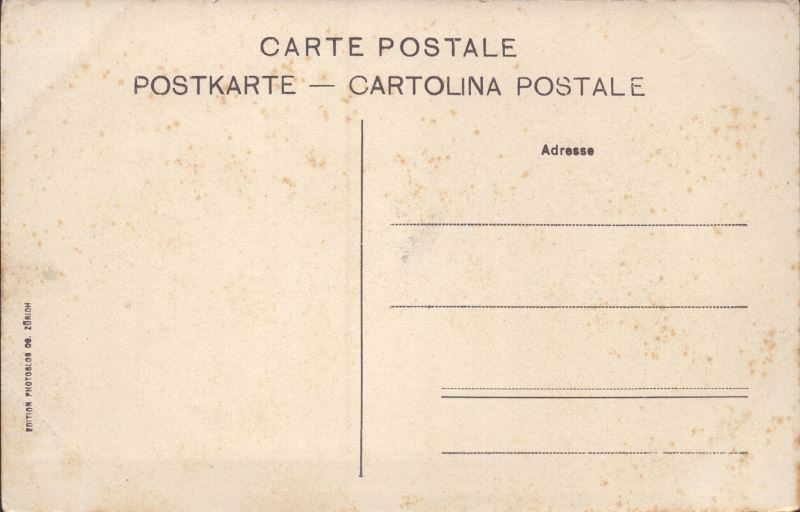 CARTE POSTALE
POSTKARTE — CARTOLINA POSTALE
Adresse
EDITION PHOTOGLOB CO. ZÜRICH